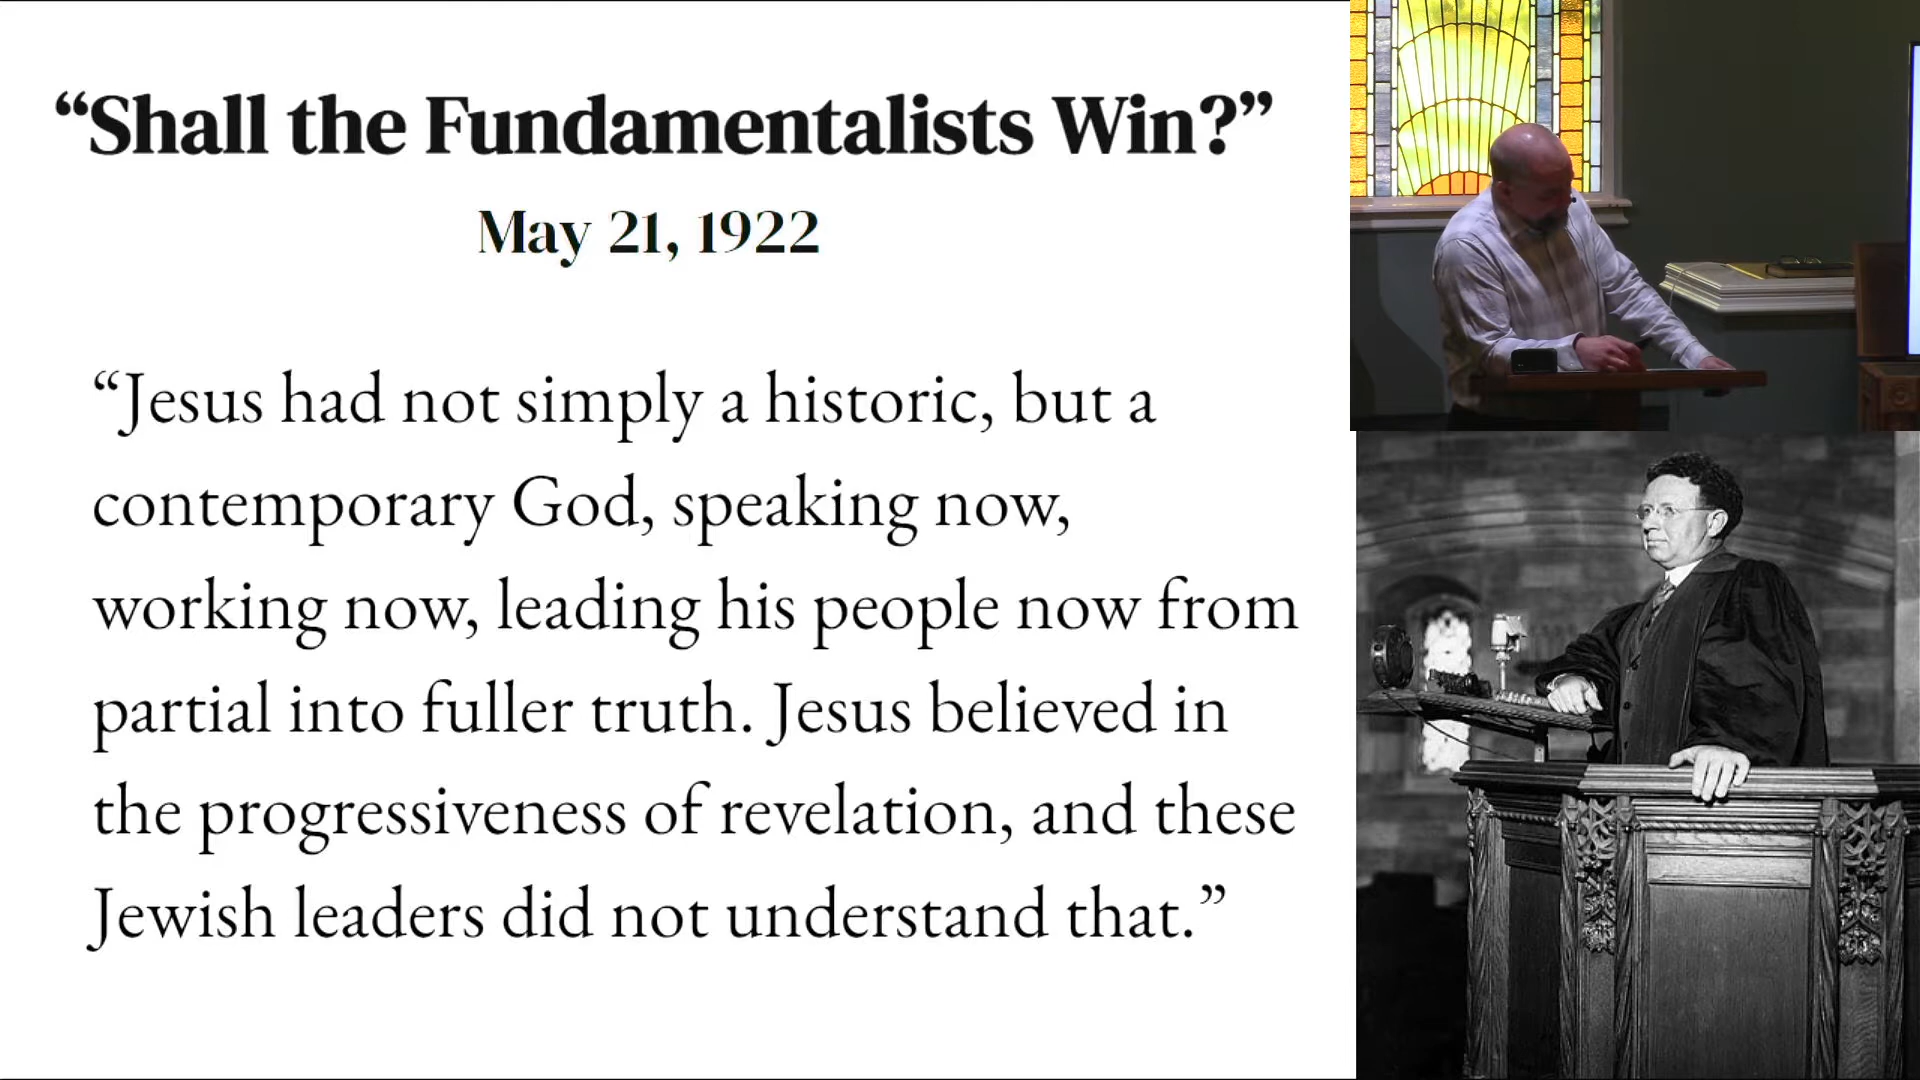 “Shall the Fundamentalists Win?”
May 21, 1922
“Jesus had not simply a historic, but a
contemporary God, speaking now,
working now, leading his people now from
partial into fuller truth. Jesus believed in
the progressiveness of revelation, and these
Jewish leaders did not understand that.”